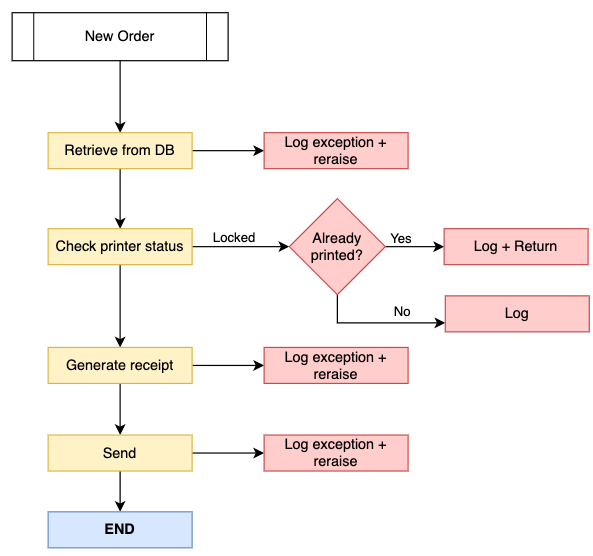 New Order
Retrieve from DB
Log exception +
reraise
Check printer status
Locked
Already
printed?
Yes
Log + Return
No
Log
Generate receipt
Log exception +
reraise
Send
Log exception +
reraise
END